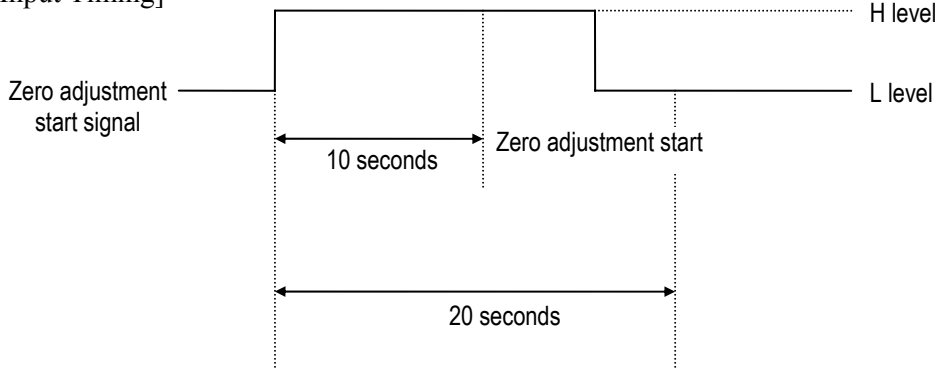 Input Timing]
H level
Zero adjustment
start signal
L level
Zero adjustment start
10 seconds
20 seconds